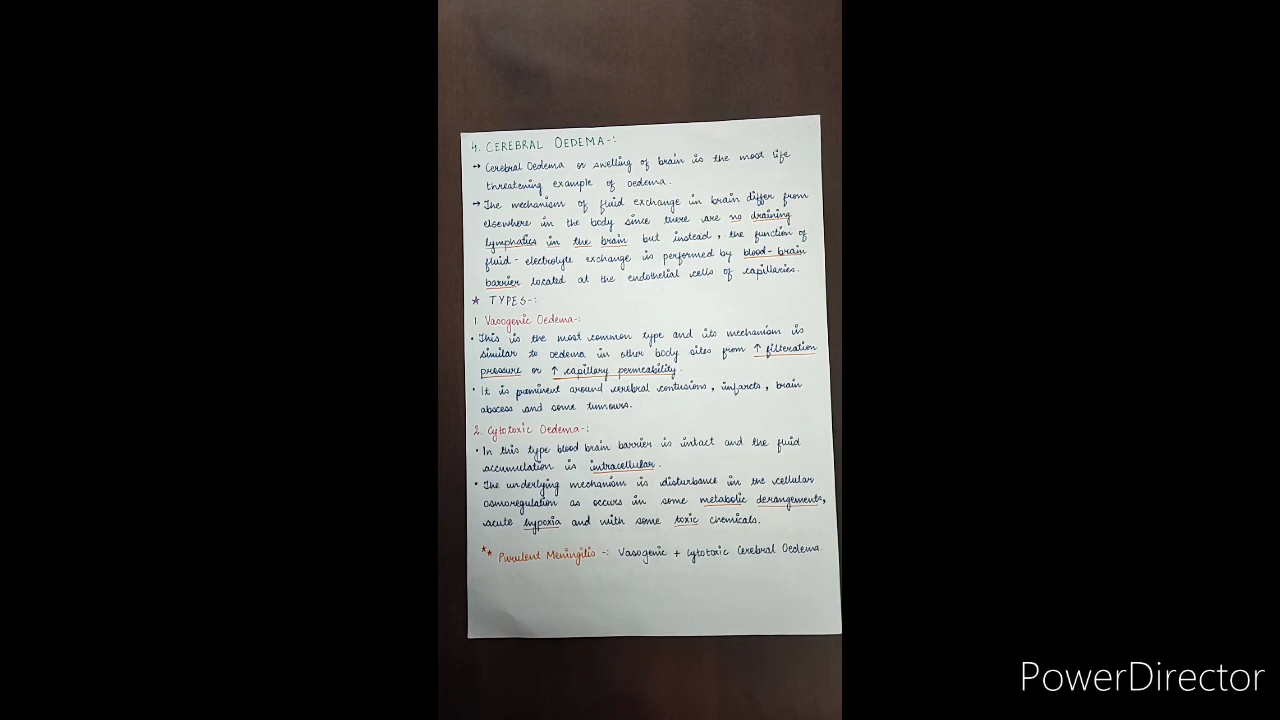 4. CEREBRAL OEDEMA-:
→ Cerebral Oedema or swelling of brain is the most life
threatening example of oedema.
→ The mechanism of fluid exchange in brain differ from
elsewhere in the body since there are no draining
lymphatics in the brain but instead, the function of
fluid-electrolyte exchange is performed by blood-brain
barrier located at the endothelial cells of capillaries.
* TYPES-:
1. Vasogenic Oedema-:
• This is the most common type and its mechanism is
similar to oedema in other body sites from ↑ filteration
pressure or ↑ capillary permeability.
• It is prominent around cerebral contusions, infarcts, brain
abscess and some tumours.
2. Cytotoxic Oedema-:
• In this type blood brain barrier is intact and the fluid
accumulation is intracellular.
• The underlying mechanism is disturbance in the cellular
osmoregulation as occurs in some metabolic derangements,
acute hypoxia and with some toxic chemicals.
** Purulent Meningitis -: Vasogenic + Cytotoxic Cerebral Oedema.
PowerDirector